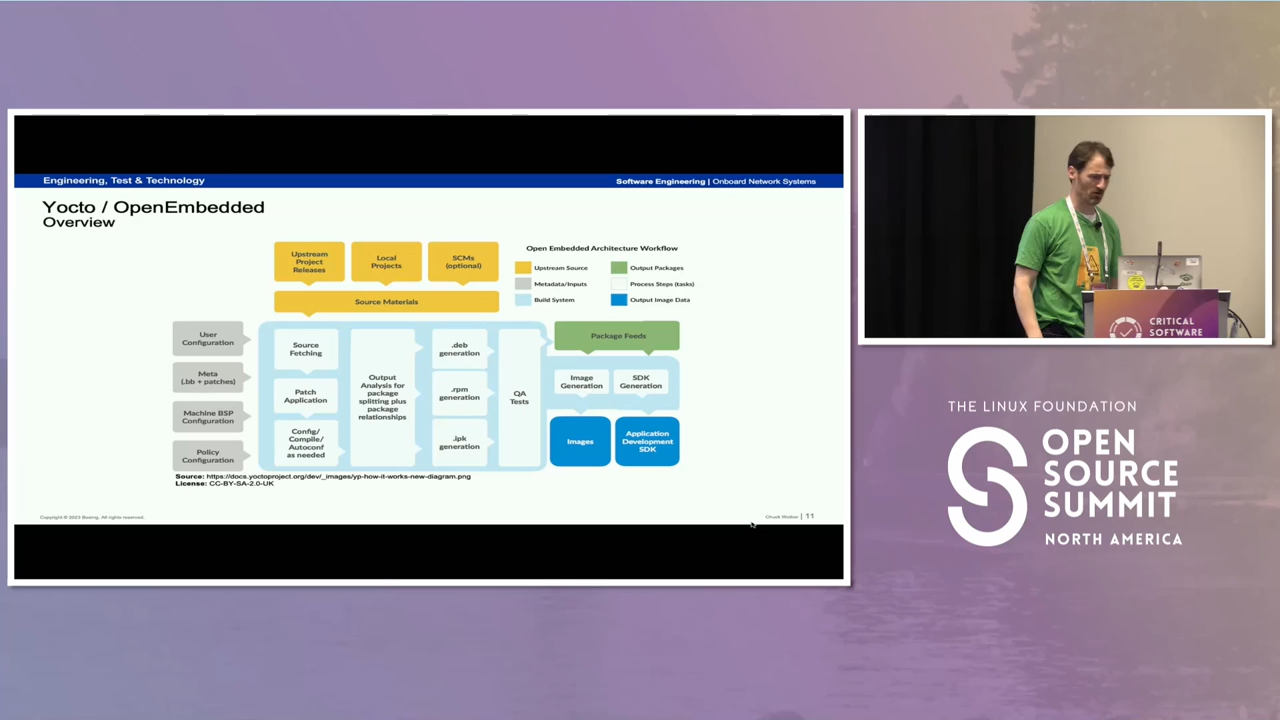 Engineering, Test & Technology
Software Engineering | Onboard Network Systems
Yocto / OpenEmbedded
Overview
Upstream
Project
Releases
Local
Projects
SCMs
(optional)
Source Materials
Open Embedded Architecture Workflow
Upstream Source
Output Packages
Metadata/Inputs
Process Steps (tasks)
Build System
Output Image Data
User
Configuration
Meta
(.bb + patches)
Machine BSP
Configuration
Policy
Configuration
Source
Fetching
Patch
Application
Config/
Compile/
Autoconf
as needed
Output
Analysis for
package
splitting plus
package
relationships
.deb
generation
.rpm
generation
.ipk
generation
QA
Tests
Package Feeds
Image
Generation
SDK
Generation
Images
Application
Development
SDK
Source: https://docs.yoctoproject.org/dev/_images/yp-how-it-works-new-diagram.png
License: CC-BY-SA-2.0-UK
Copyright © 2023 Boeing. All rights reserved.
| 11
CRITICAL
SOFTWARE
THE LINUX FOUNDATION
OPEN
SOURCE
SUMMIT
NORTH AMERICA